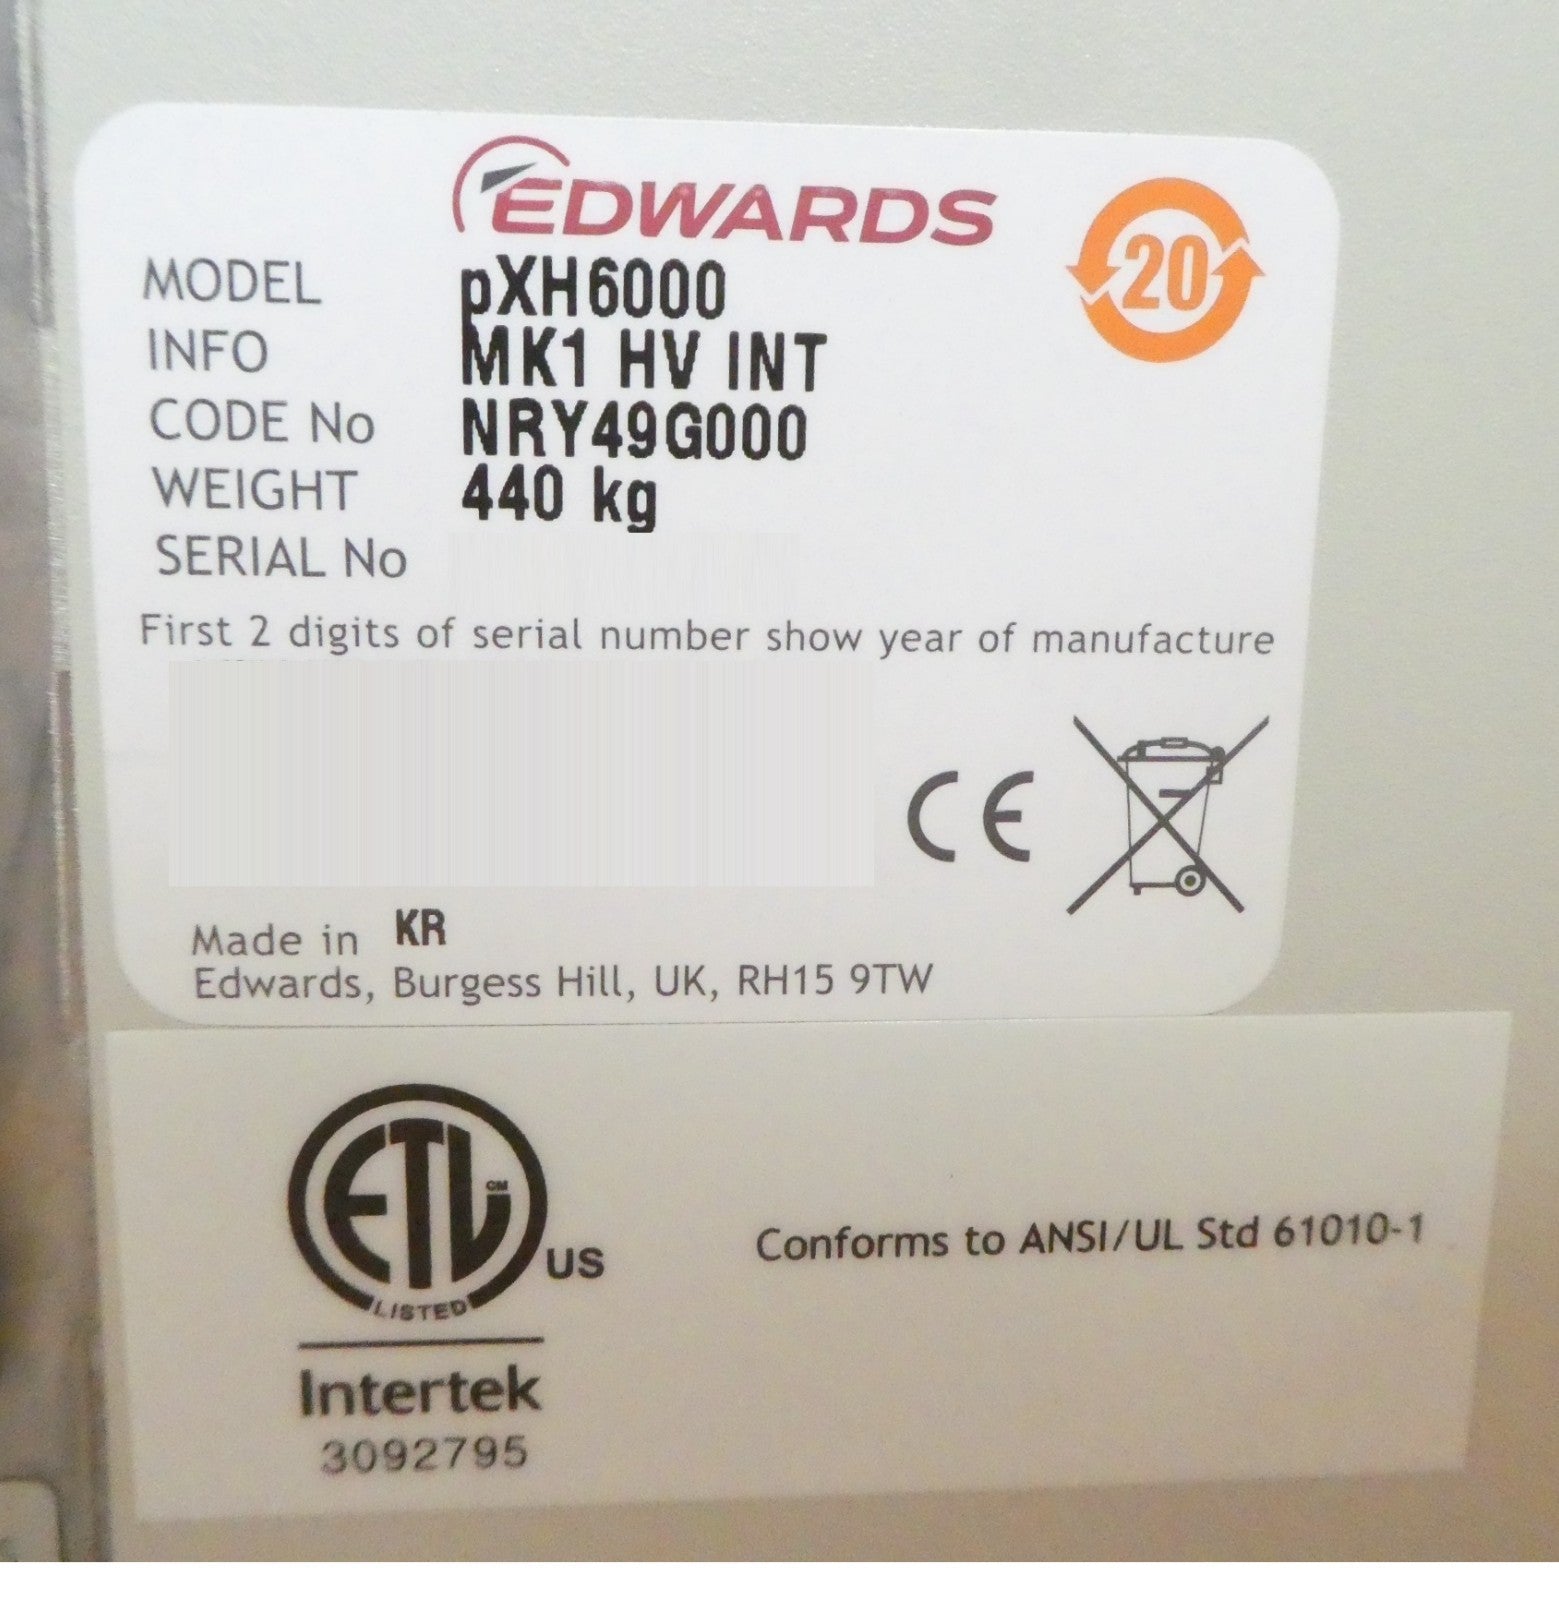 EDWARDS
20
MODEL pXH6000
INFO MK1 HV INT
CODE No NRY49G000
WEIGHT 440 kg
SERIAL No
First 2 digits of serial number show year of manufacture
CE
Made in KR
Edwards, Burgess Hill, UK, RH15 9TW
ETL CM
US
LISTED
Conforms to ANSI/UL Std 61010-1
Intertek
3092795